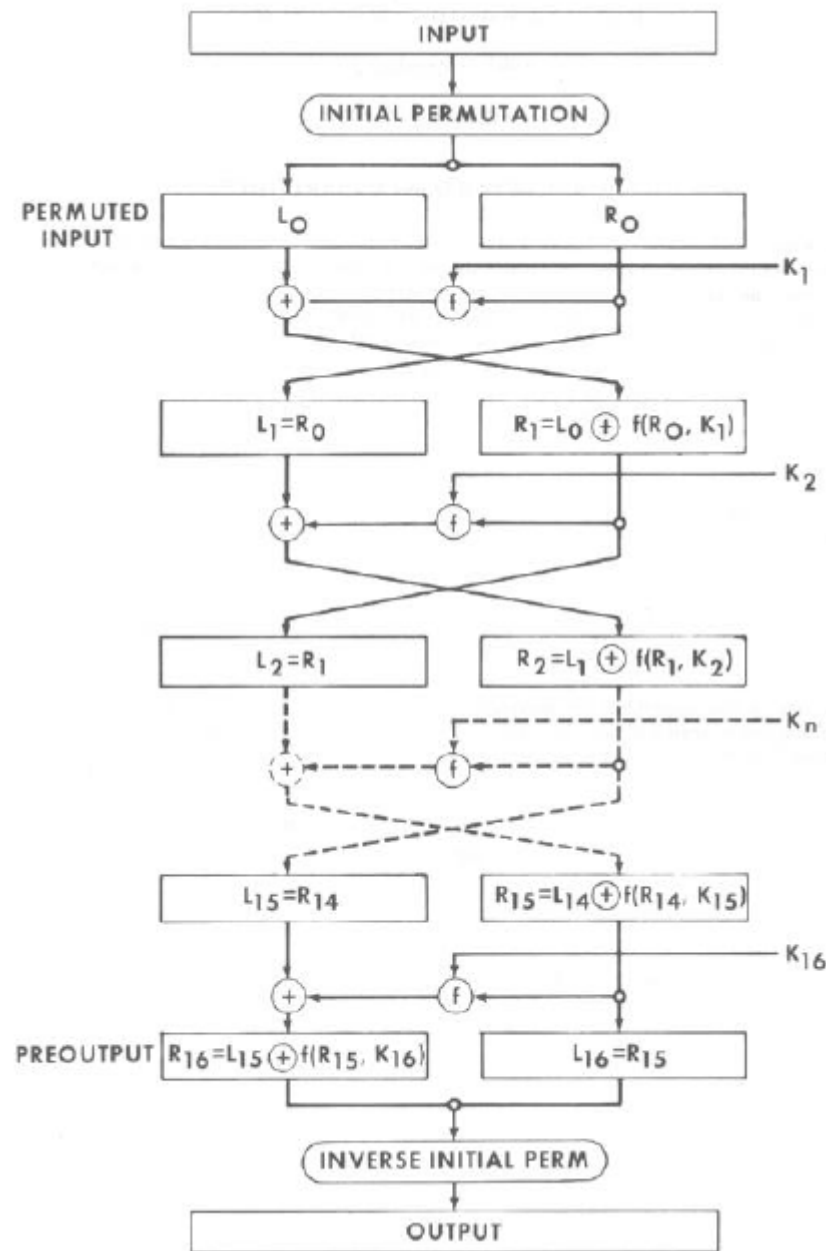 INPUT
INITIAL PERMUTATION
PERMUTED
INPUT
L₀
R₀
K₁
+
f
L₁=R₀
R₁=L₀ ⊕ f(R₀, K₁)
K₂
+
f
L₂=R₁
R₂=L₁ ⊕ f(R₁, K₂)
Kₙ
+
f
L₁₅=R₁₄
R₁₅=L₁₄⊕f(R₁₄, K₁₅)
K₁₆
+
f
PREOUTPUT
R₁₆=L₁₅⊕f(R₁₅, K₁₆)
L₁₆=R₁₅
INVERSE INITIAL PERM
OUTPUT